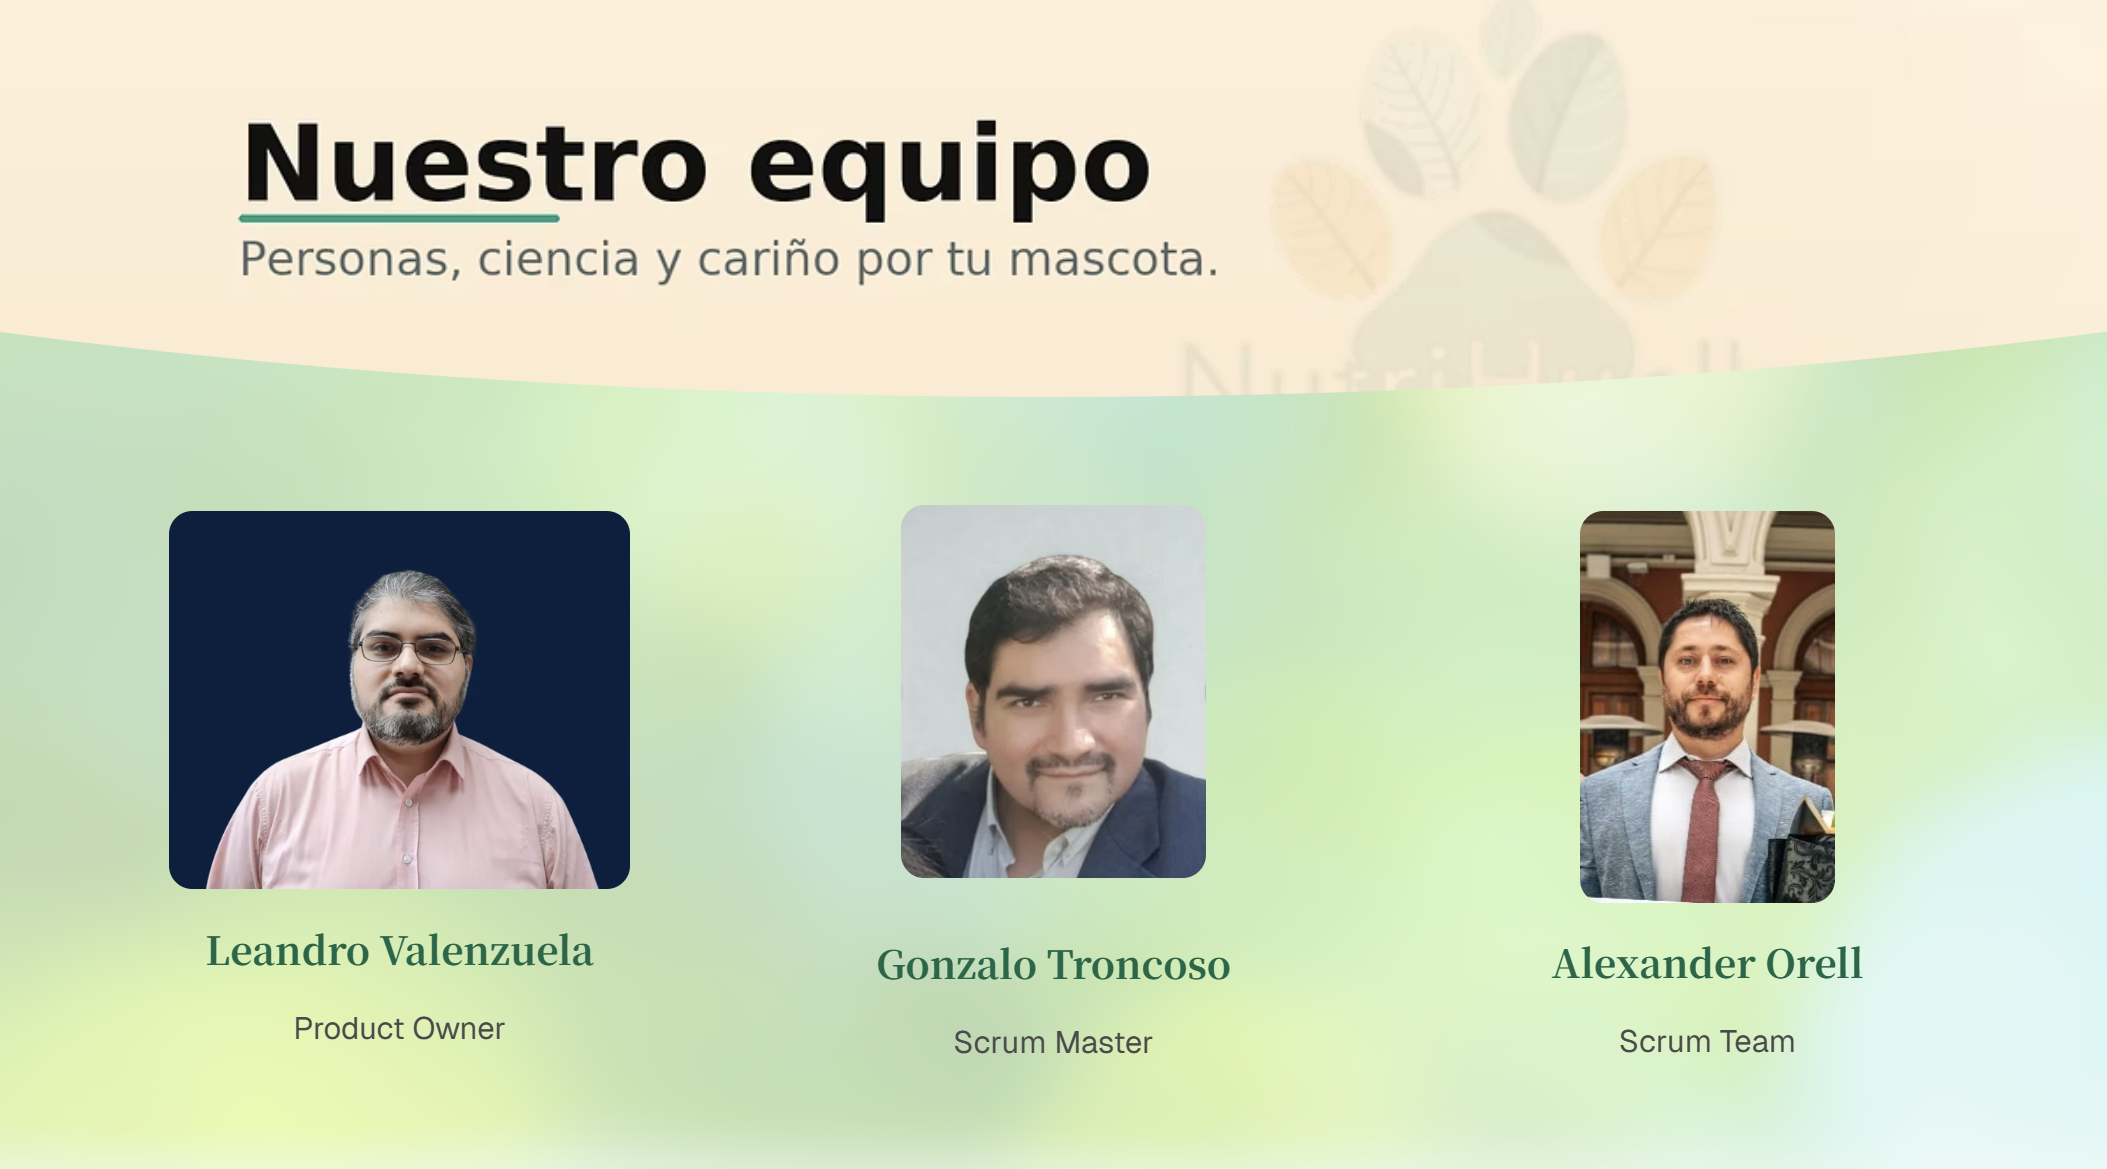 Nuestro equipo
Personas, ciencia y cariño por tu mascota.
Leandro Valenzuela
Gonzalo Troncoso
Alexander Orell
Product Owner
Scrum Master
Scrum Team